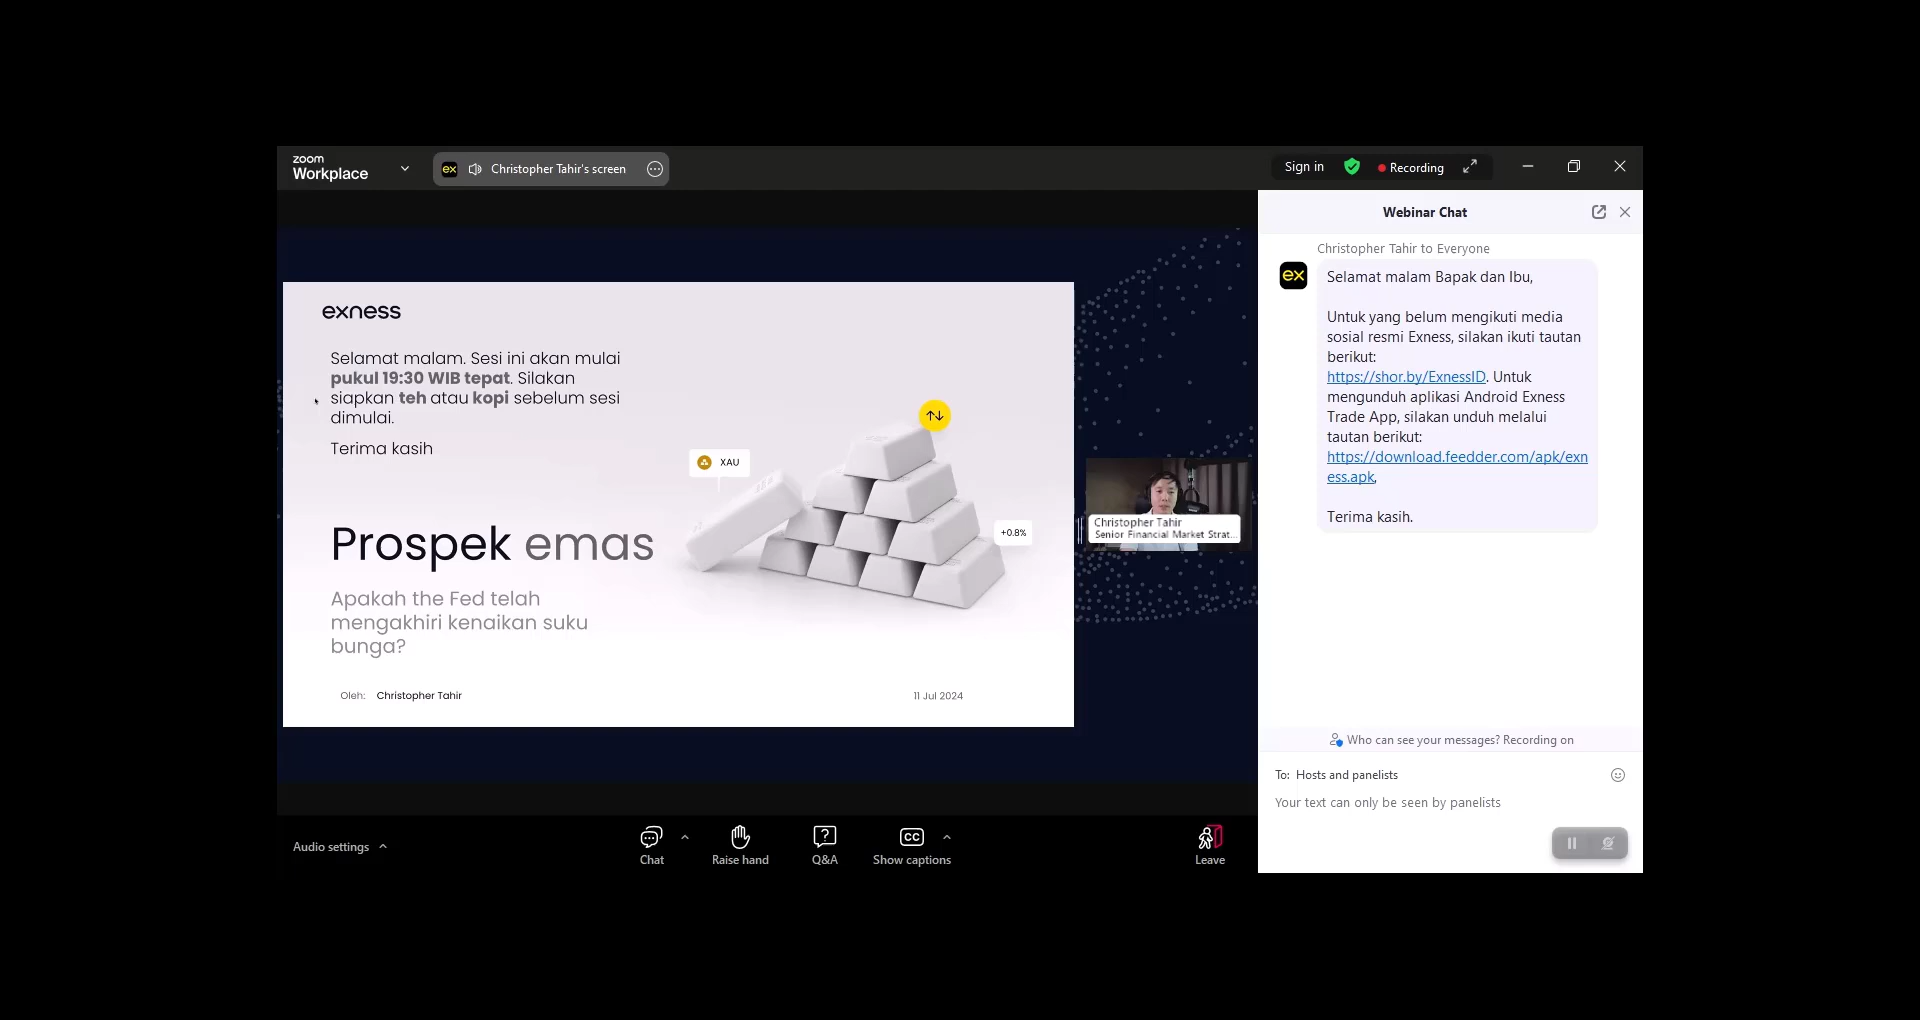 zoom
Workplace
ex
Christopher Tahir's screen
Sign in
Recording
exness
Selamat malam. Sesi ini akan mulai
pukul 19:30 WIB tepat. Silakan
siapkan teh atau kopi sebelum sesi
dimulai.
Terima kasih
XAU
+0.8%
Prospek emas
Apakah the Fed telah
mengakhiri kenaikan suku
bunga?
Oleh: Christopher Tahir
11 Jul 2024
Christopher Tahir
Senior Financial Market Strat...
Webinar Chat
Christopher Tahir to Everyone
ex
Selamat malam Bapak dan Ibu,
Untuk yang belum mengikuti media
sosial resmi Exness, silakan ikuti tautan
berikut:
https://shor.by/ExnessID. Untuk
mengunduh aplikasi Android Exness
Trade App, silakan unduh melalui
tautan berikut:
https://download.feedder.com/apk/exn
ess.apk,
Terima kasih.
Who can see your messages? Recording on
To: Hosts and panelists
Your text can only be seen by panelists
Audio settings
Chat
Raise hand
Q&A
CC
Show captions
Leave